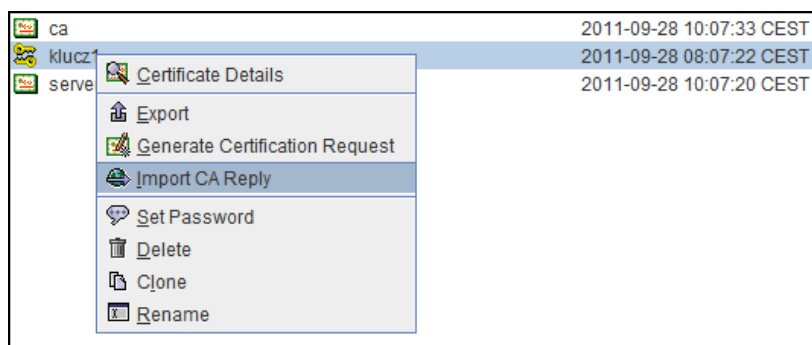 ca 2011-09-28 10:07:33 CEST
klucz1 2011-09-28 08:07:22 CEST
serve 2011-09-28 10:07:20 CEST
Certificate Details
Export
Generate Certification Request
Import CA Reply
Set Password
Delete
Clone
Rename